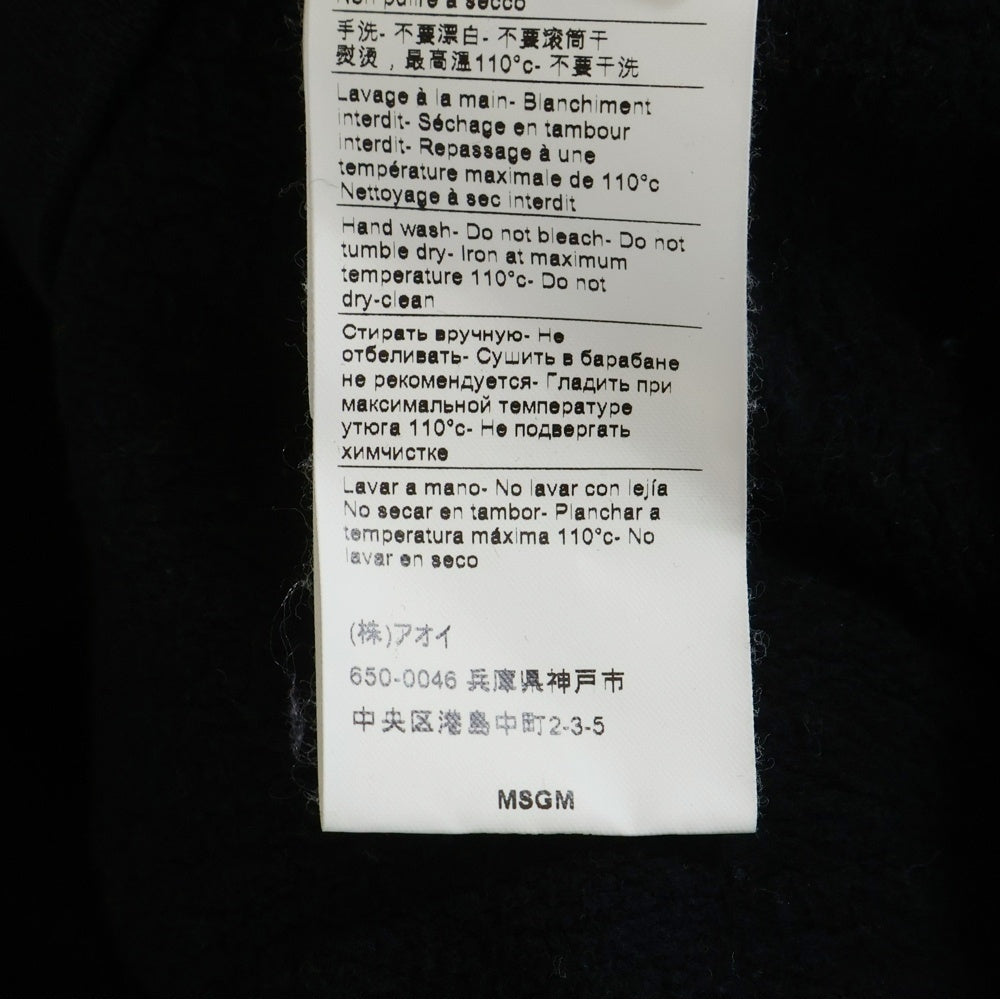 Non pulire a secco
手洗- 不要漂白- 不要滚筒干
熨烫，最高溫110°c- 不要干洗
Lavage à la main- Blanchiment
interdit- Séchage en tambour
interdit- Repassage à une
température maximale de 110°c
Nettoyage à sec interdit
Hand wash- Do not bleach- Do not
tumble dry- Iron at maximum
temperature 110°c- Do not
dry-clean
Стирать вручную- Не
отбеливать- Сушить в барабане
не рекомендуется- Гладить при
максимальной температуре
утюга 110°c- Не подвергать
химчистке
Lavar a mano- No lavar con lejía
No secar en tambor- Planchar a
temperatura máxima 110°c- No
lavar en seco
(株)アオイ
650-0046 兵庫県神戸市
中央区港島中町2-3-5
MSGM